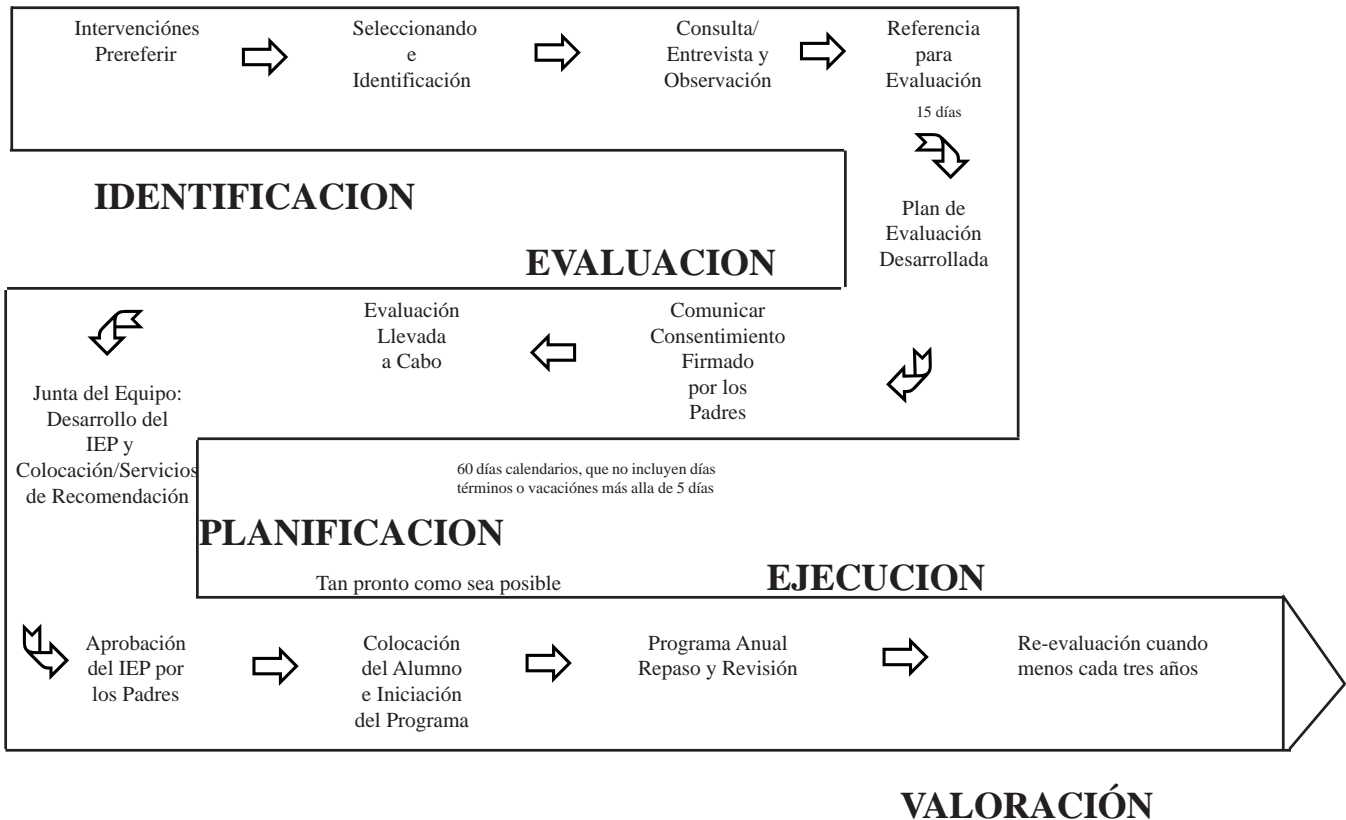 Intervenciónes
Prereferir
Seleccionando
e
Identificación
Consulta/
Entrevista y
Observación
Referencia
para
Evaluación
15 días
IDENTIFICACION
Plan de
Evaluación
Desarrollada
EVALUACION
Comunicar
Consentimiento
Firmado
por los
Padres
Evaluación
Llevada
a Cabo
Junta del Equipo:
Desarrollo del
IEP y
Colocación/Servicios
de Recomendación
60 días calendarios, que no incluyen días
términos o vacaciónes más alla de 5 días
PLANIFICACION
Tan pronto como sea posible
EJECUCION
Aprobación
del IEP por
los Padres
Colocación
del Alumno
e Iniciación
del Programa
Programa Anual
Repaso y Revisión
Re-evaluación cuando
menos cada tres años
VALORACIÓN